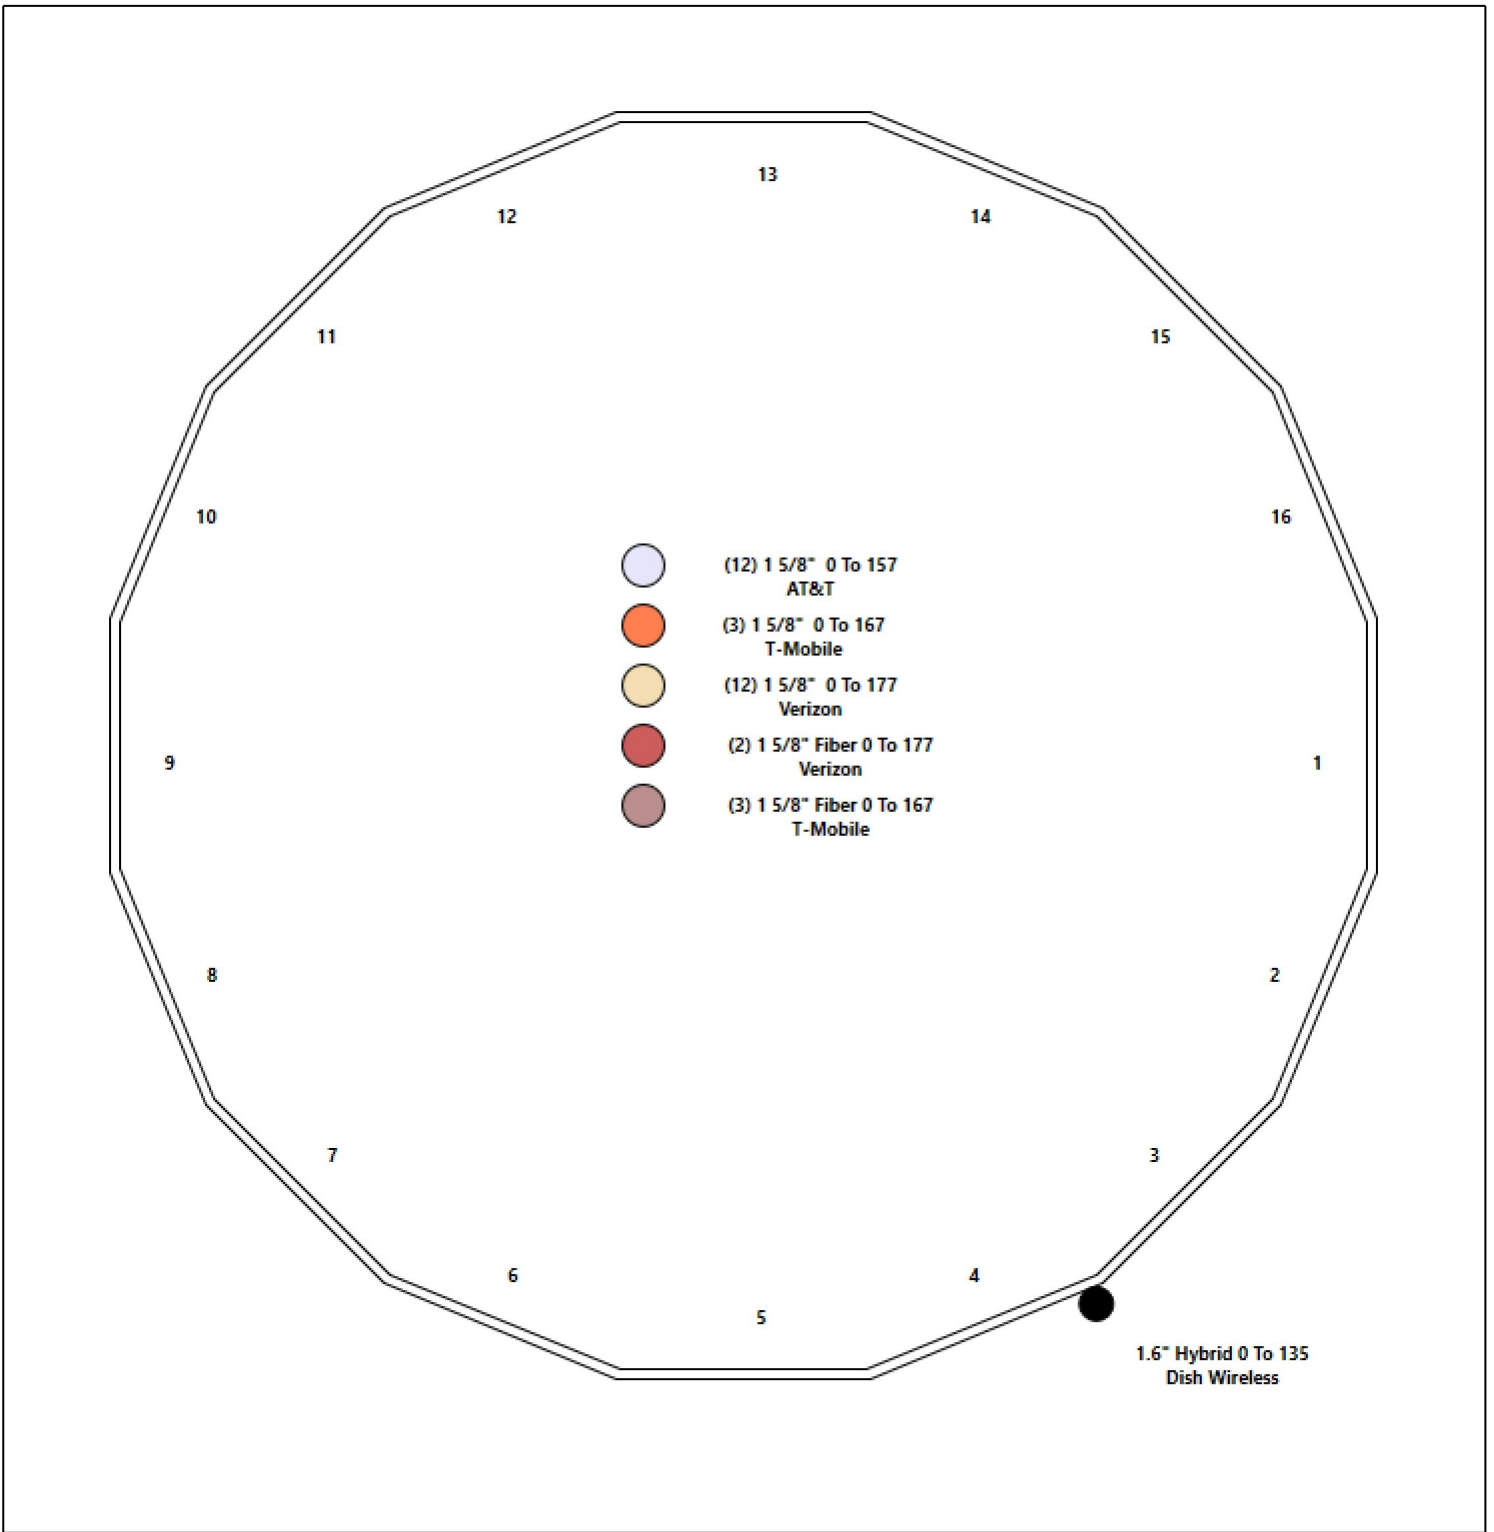 13
12
14
11
15
10
16
(12) 1 5/8"  0 To 157
AT&T
(3) 1 5/8"  0 To 167
T-Mobile
(12) 1 5/8"  0 To 177
Verizon
(2) 1 5/8" Fiber 0 To 177
Verizon
9
1
(3) 1 5/8" Fiber 0 To 167
T-Mobile
8
2
7
3
6
4
5
1.6" Hybrid 0 To 135
Dish Wireless